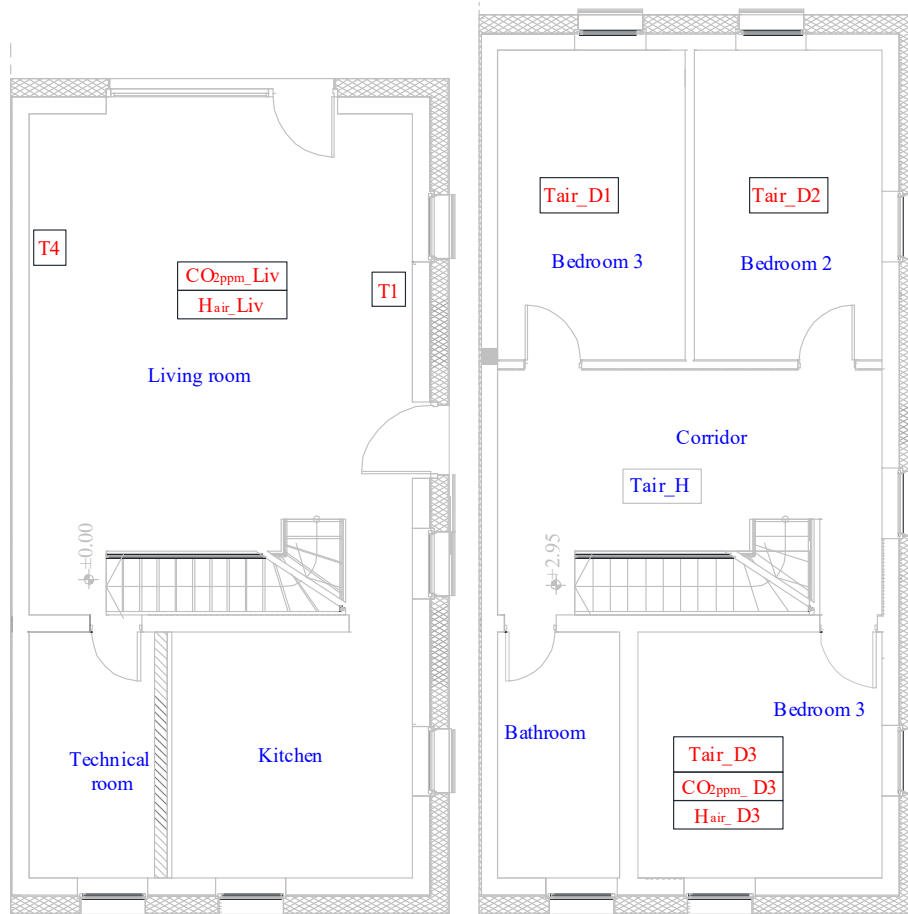 T4
CO2ppm_Liv
Hair_Liv
T1
Living room
±0.00
Technical
room
Kitchen
Tair_D1
Tair_D2
Bedroom 3
Bedroom 2
Corridor
Tair_H
+2.95
Bathroom
Bedroom 3
Tair_D3
CO2ppm_ D3
Hair_ D3